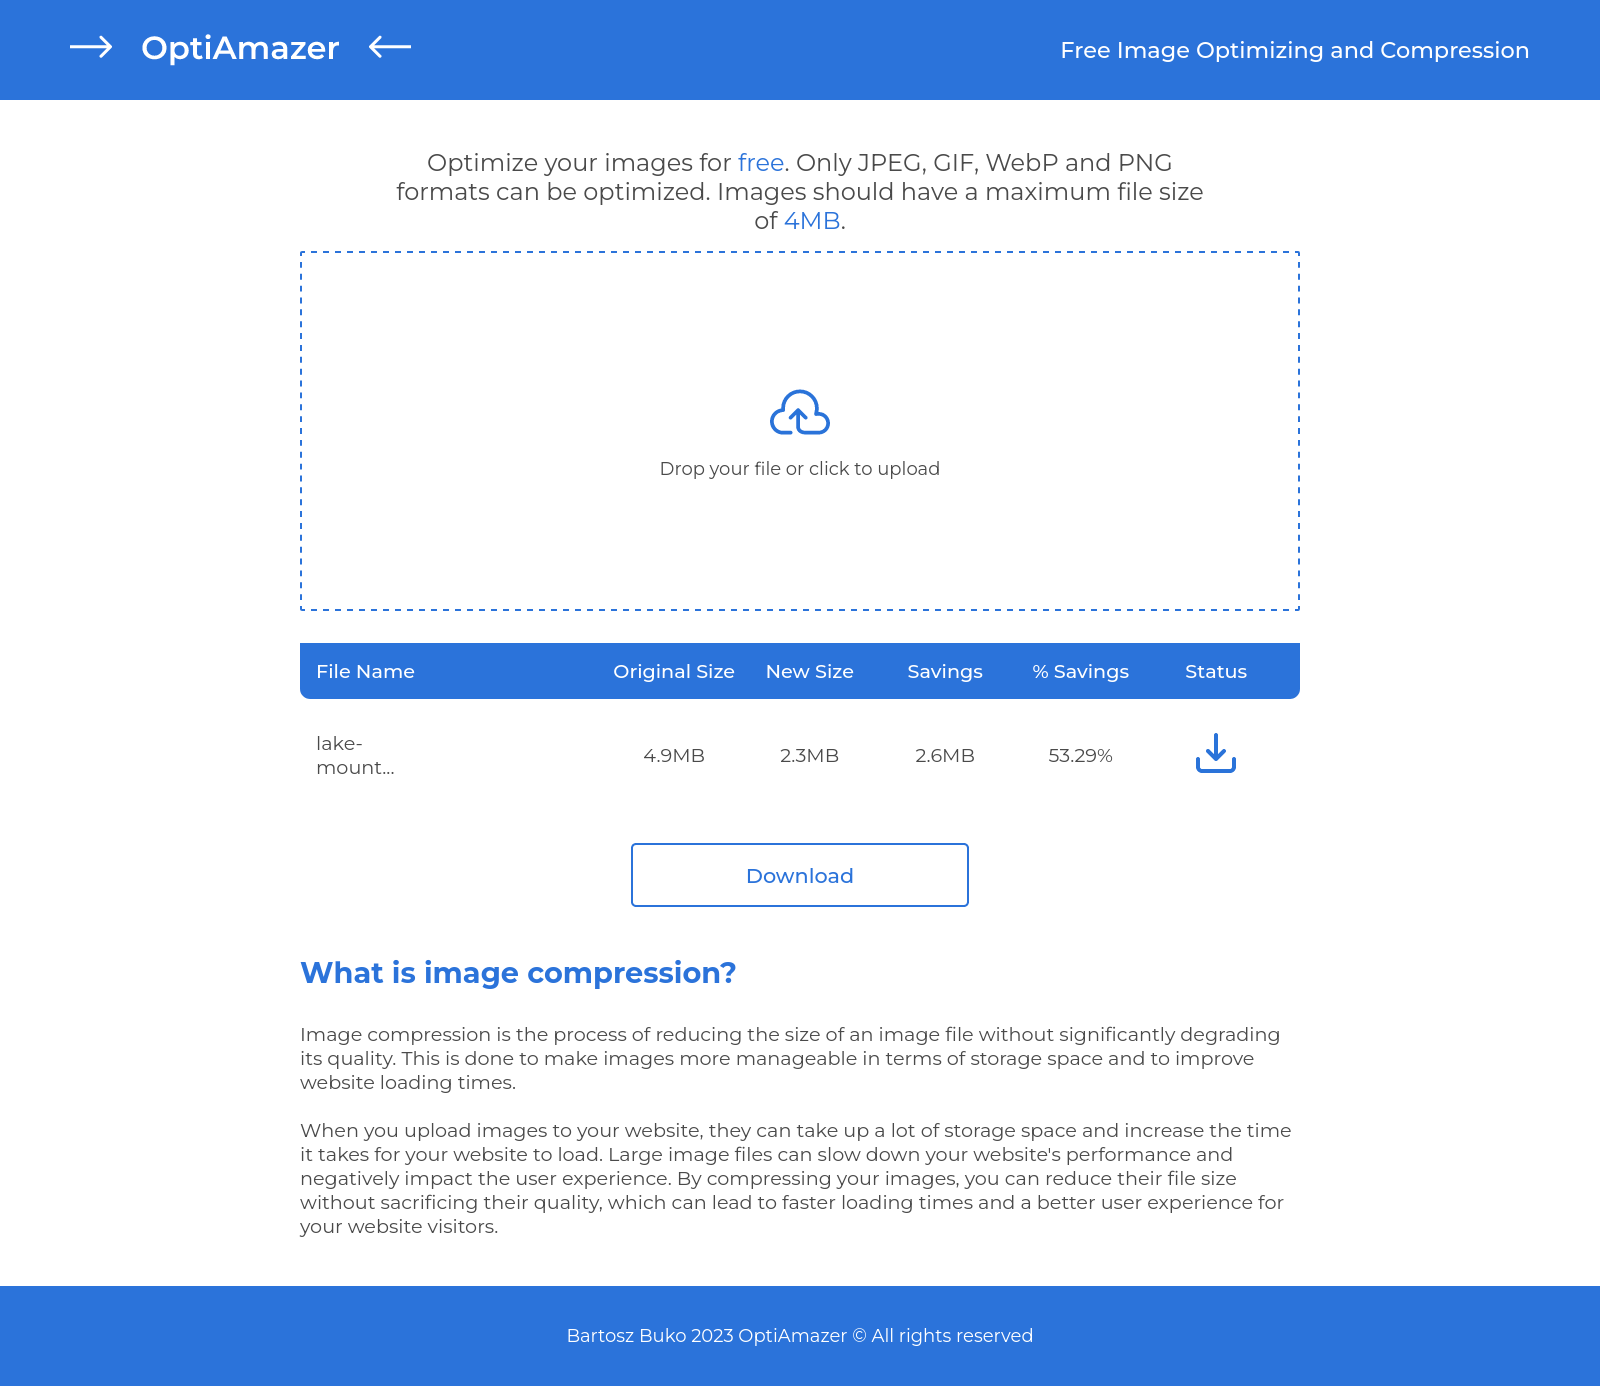 OptiAmazer
Free Image Optimizing and Compression
Optimize your images for free. Only JPEG, GIF, WebP and PNG
formats can be optimized. Images should have a maximum file size
of 4MB.
Drop your file or click to upload
File Name Original Size New Size Savings % Savings Status
lake-
mount...
4.9MB 2.3MB 2.6MB 53.29%
Download
What is image compression?
Image compression is the process of reducing the size of an image file without significantly degrading
its quality. This is done to make images more manageable in terms of storage space and to improve
website loading times.
When you upload images to your website, they can take up a lot of storage space and increase the time
it takes for your website to load. Large image files can slow down your website's performance and
negatively impact the user experience. By compressing your images, you can reduce their file size
without sacrificing their quality, which can lead to faster loading times and a better user experience for
your website visitors.
Bartosz Buko 2023 OptiAmazer © All rights reserved